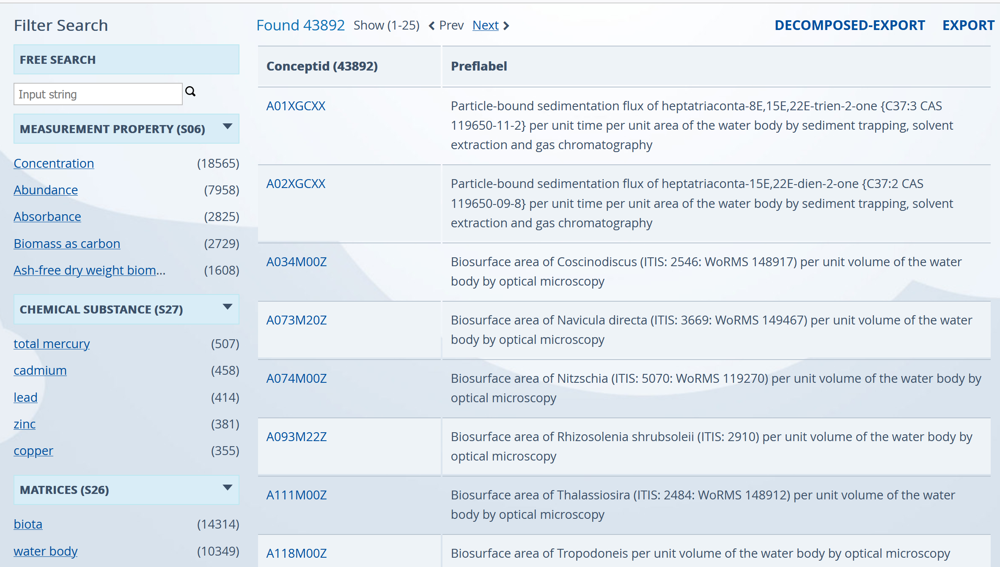 Filter Search
FREE SEARCH
Input string
MEASUREMENT PROPERTY (S06)
Concentration (18565)
Abundance (7958)
Absorbance (2825)
Biomass as carbon (2729)
Ash-free dry weight biom... (1608)
CHEMICAL SUBSTANCE (S27)
total mercury (507)
cadmium (458)
lead (414)
zinc (381)
copper (355)
MATRICES (S26)
biota (14314)
water body (10349)
Found 43892 Show (1-25) Prev Next DECOMPOSED-EXPORT EXPORT
Conceptid (43892) Preflabel
A01XGCXX Particle-bound sedimentation flux of heptatriaconta-8E,15E,22E-trien-2-one {C37:3 CAS
119650-11-2} per unit time per unit area of the water body by sediment trapping, solvent
extraction and gas chromatography
A02XGCXX Particle-bound sedimentation flux of heptatriaconta-15E,22E-dien-2-one {C37:2 CAS
119650-09-8} per unit time per unit area of the water body by sediment trapping, solvent
extraction and gas chromatography
A034M00Z Biosurface area of Coscinodiscus (ITIS: 2546: WoRMS 148917) per unit volume of the water
body by optical microscopy
A073M20Z Biosurface area of Navicula directa (ITIS: 3669: WoRMS 149467) per unit volume of the water
body by optical microscopy
A074M00Z Biosurface area of Nitzschia (ITIS: 5070: WoRMS 119270) per unit volume of the water body by
optical microscopy
A093M22Z Biosurface area of Rhizosolenia shrubsoleii (ITIS: 2910) per unit volume of the water body by
optical microscopy
A111M00Z Biosurface area of Thalassiosira (ITIS: 2484: WoRMS 148912) per unit volume of the water
body by optical microscopy
A118M00Z Biosurface area of Tropodoneis per unit volume of the water body by optical microscopy